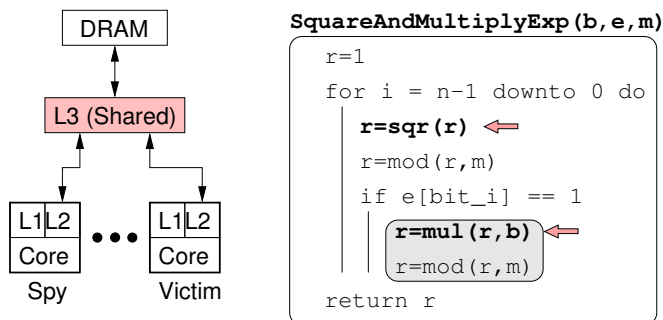 DRAM
L3 (Shared)
L1 L2
Core
Spy
L1 L2
Core
Victim
SquareAndMultiplyExp(b,e,m)
r=1
for i = n-1 downto 0 do
r=sqr(r)
r=mod(r,m)
if e[bit_i] == 1
r=mul(r,b)
r=mod(r,m)
return r